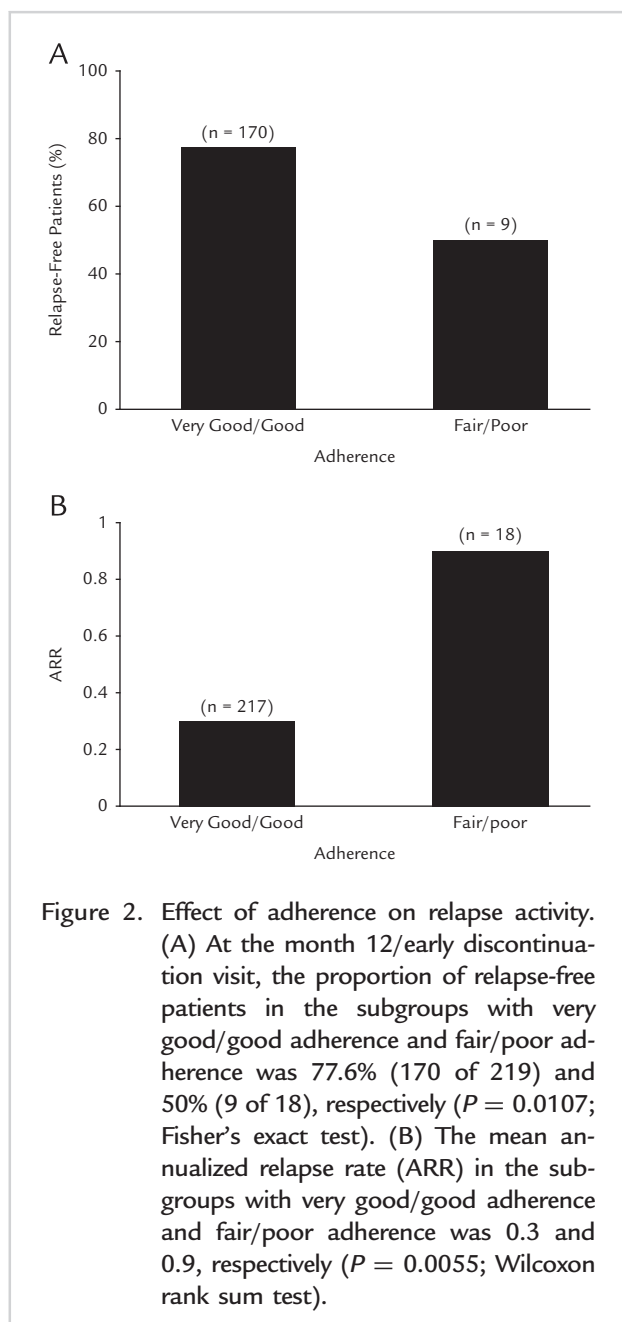 A
100
80
60
40
20
0
Relapse-Free Patients (%)
(n = 170)
(n = 9)
Very Good/Good
Fair/Poor
Adherence
B
1
0.8
0.6
0.4
0.2
0
ARR
(n = 217)
(n = 18)
Very Good/Good
Fair/poor
Adherence
Figure 2. Effect of adherence on relapse activity.
(A) At the month 12/early discontinua-
tion visit, the proportion of relapse-free
patients in the subgroups with very
good/good adherence and fair/poor ad-
herence was 77.6% (170 of 219) and
50% (9 of 18), respectively (P = 0.0107;
Fisher's exact test). (B) The mean an-
nualized relapse rate (ARR) in the sub-
groups with very good/good adherence
and fair/poor adherence was 0.3 and
0.9, respectively (P = 0.0055; Wilcoxon
rank sum test).